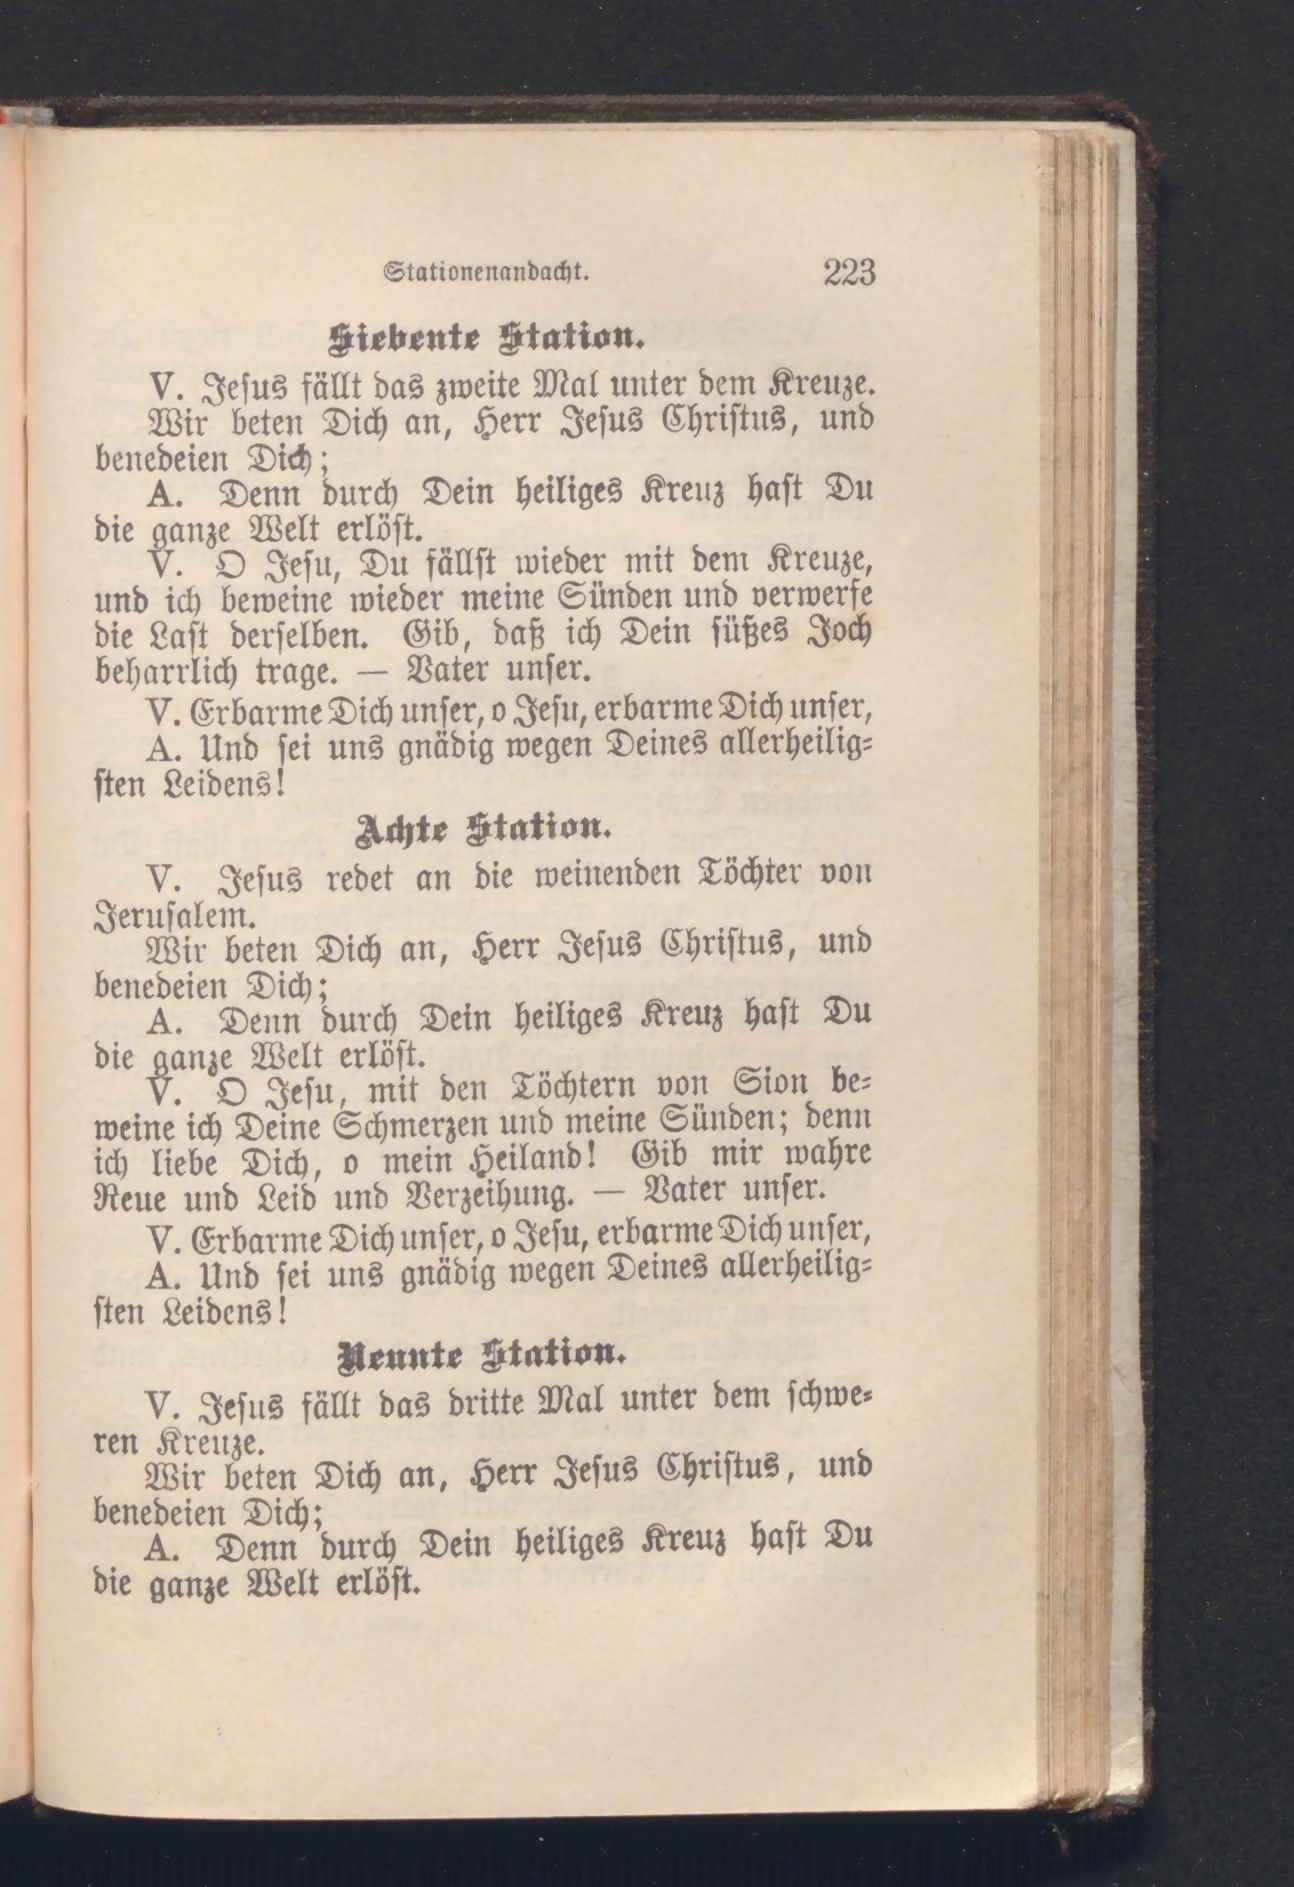 Stationenandacht. 223
Siebente Station.
V. Jesus fällt das zweite Mal unter dem Kreuze.
Wir beten Dich an, Herr Jesus Christus, und
benedeien Dich;
A. Denn durch Dein heiliges Kreuz hast Du
die ganze Welt erlöst.
V. O Jesu, Du fällst wieder mit dem Kreuze,
und ich beweine wieder meine Sünden und verwerfe
die Last derselben. Gib, daß ich Dein süßes Joch
beharrlich trage. — Vater unser.
V. Erbarme Dich unser, o Jesu, erbarme Dich unser,
A. Und sei uns gnädig wegen Deines allerheilig-
sten Leidens!
Achte Station.
V. Jesus redet an die weinenden Töchter von
Jerusalem.
Wir beten Dich an, Herr Jesus Christus, und
benedeien Dich;
A. Denn durch Dein heiliges Kreuz hast Du
die ganze Welt erlöst.
V. O Jesu, mit den Töchtern von Sion be-
weine ich Deine Schmerzen und meine Sünden; denn
ich liebe Dich, o mein Heiland! Gib mir wahre
Reue und Leid und Verzeihung. — Vater unser.
V. Erbarme Dich unser, o Jesu, erbarme Dich unser,
A. Und sei uns gnädig wegen Deines allerheilig-
sten Leidens!
Neunte Station.
V. Jesus fällt das dritte Mal unter dem schwe-
ren Kreuze.
Wir beten Dich an, Herr Jesus Christus, und
benedeien Dich;
A. Denn durch Dein heiliges Kreuz hast Du
die ganze Welt erlöst.